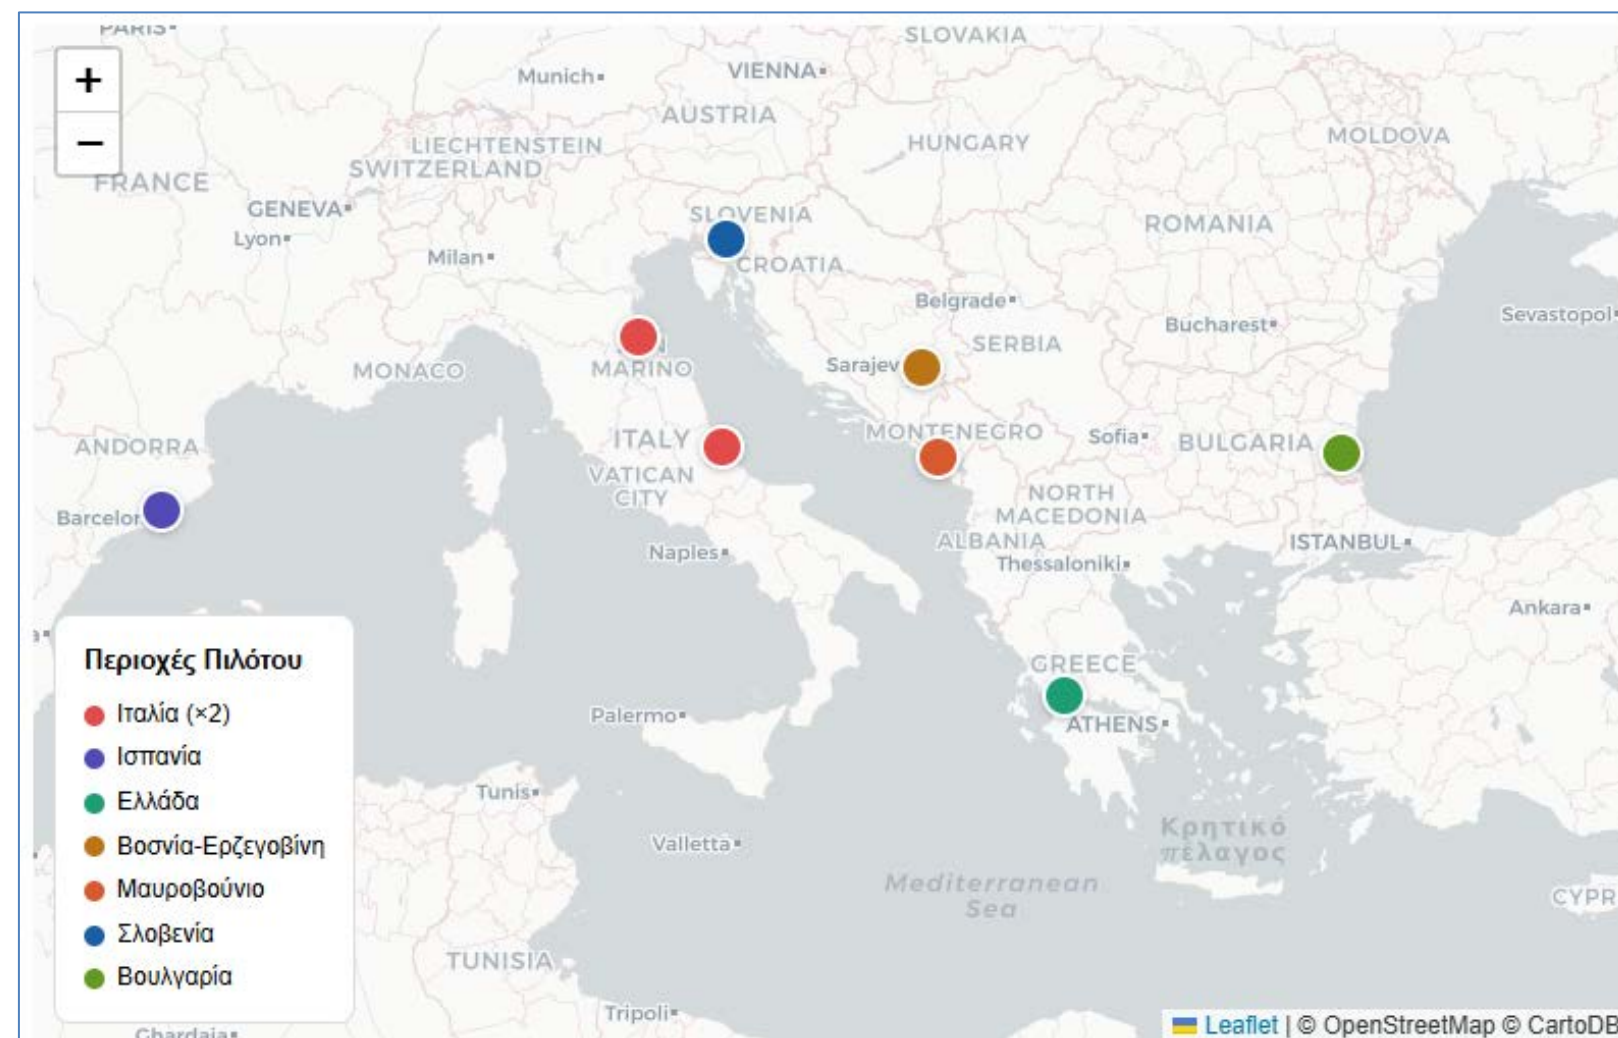 PARIS
SLOVAKIA
+
Munich
VIENNA
−
AUSTRIA
MOLDOVA
LIECHTENSTEIN
HUNGARY
SWITZERLAND
FRANCE
GENEVA
SLOVENIA
ROMANIA
Lyon
Milan
CROATIA
Belgrade
Sevastopol
Bucharest
SERBIA
Sarajev
MONACO
MARINO
MONTENEGRO
Sofia
BULGARIA
ANDORRA
ITALY
VATICAN
CITY
NORTH
MACEDONIA
Barcelon
ALBANIA
ISTANBUL
Naples
Thessaloniki
Ankara
GREECE
Palermo
ATHENS
Tunis
Κρητικό
πέλαγος
Valletta
Mediterranean
Sea
CYPR
TUNISIA
Tripoli
Ghardaia
Περιοχές Πιλότου
Ιταλία (×2)
Ισπανία
Ελλάδα
Βοσνία-Ερζεγοβίνη
Μαυροβούνιο
Σλοβενία
Βουλγαρία
Leaflet | © OpenStreetMap © CartoDB